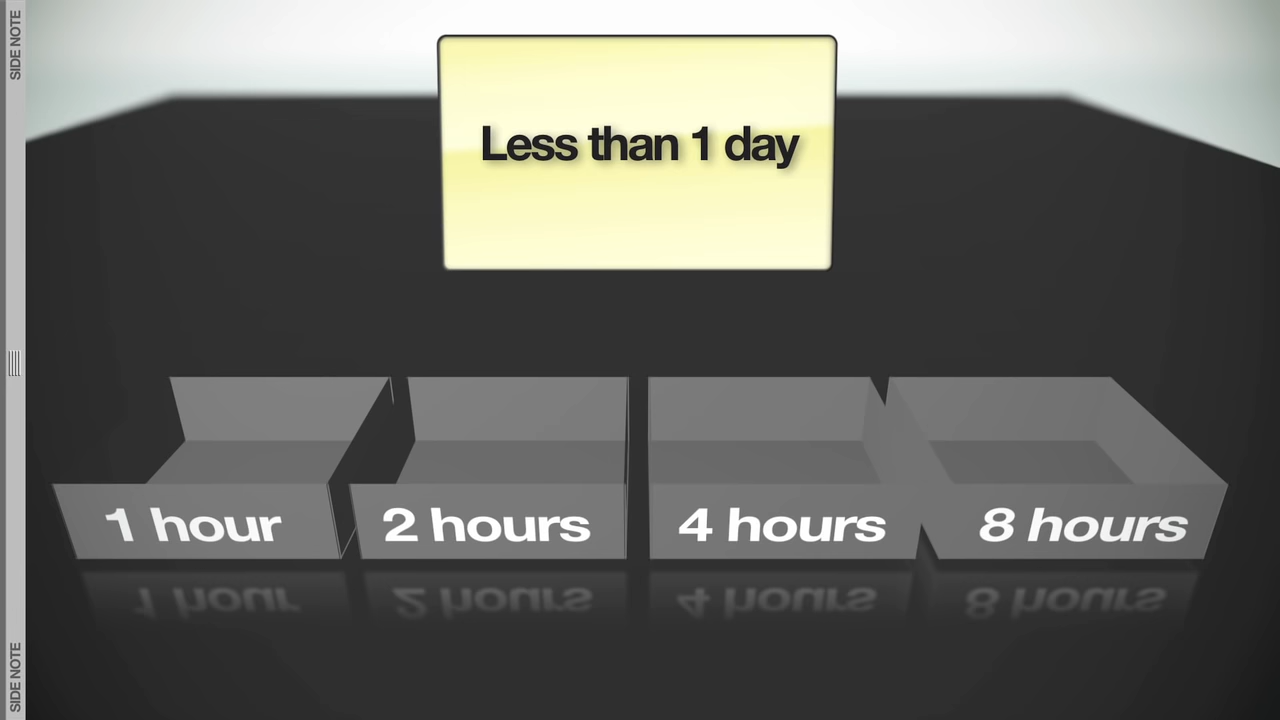 SIDE NOTE
Less than 1 day
1 hour
2 hours
4 hours
8 hours
SIDE NOTE